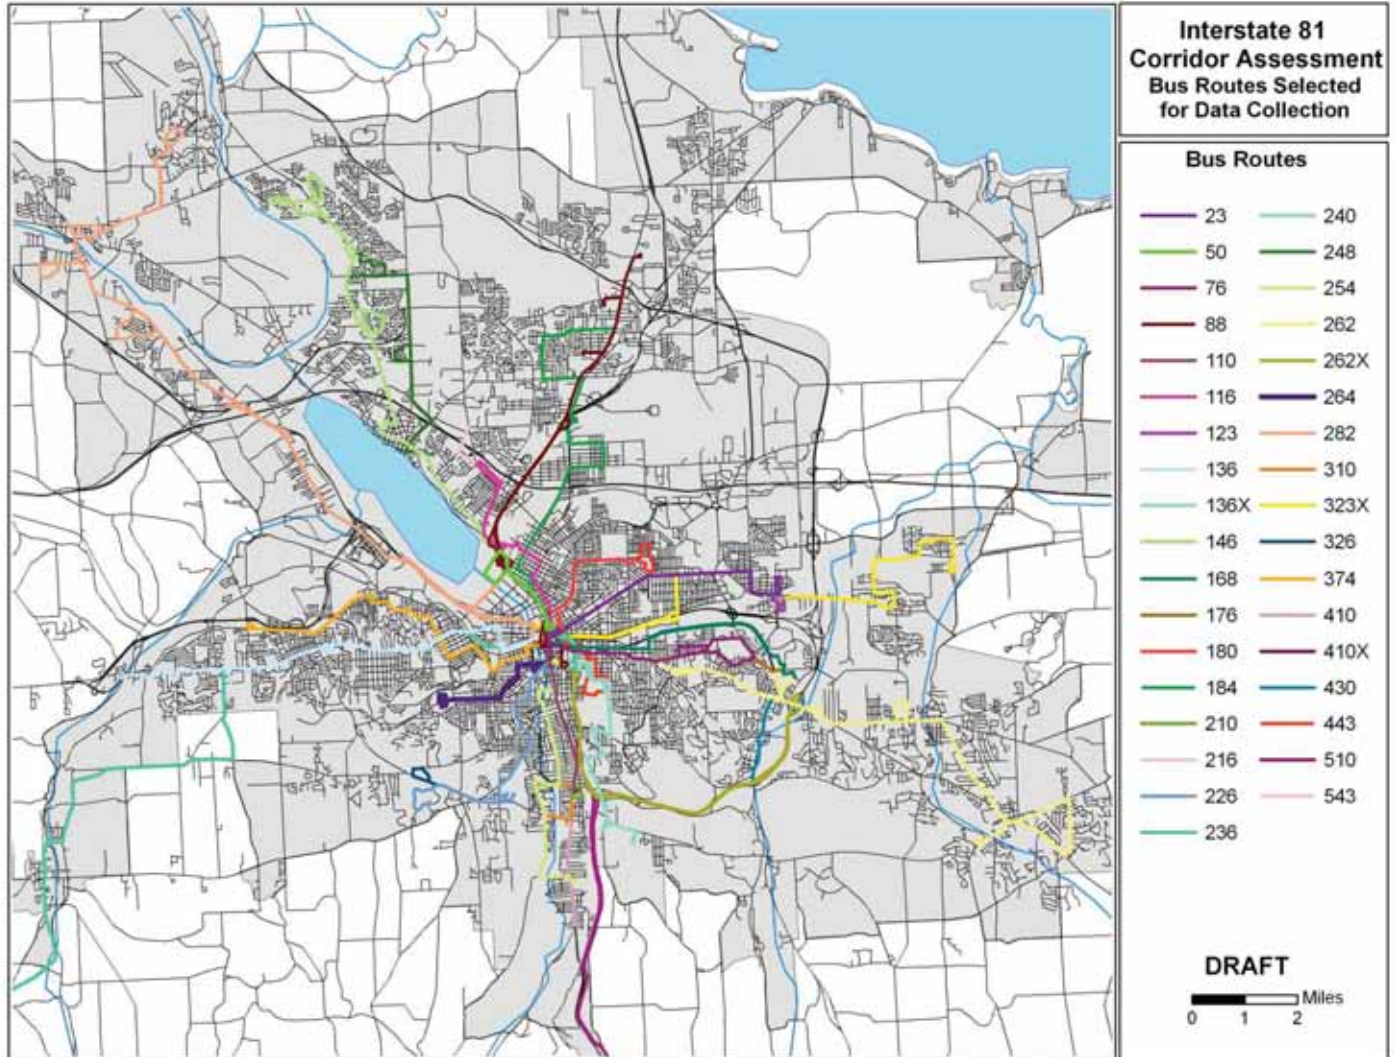 Interstate 81
Corridor Assessment
Bus Routes Selected
for Data Collection
Bus Routes
23
50
76
88
110
116
123
136
136X
146
168
176
180
184
210
216
226
236
240
248
254
262
262X
264
282
310
323X
326
374
410
410X
430
443
510
543
DRAFT
Miles
0 1 2